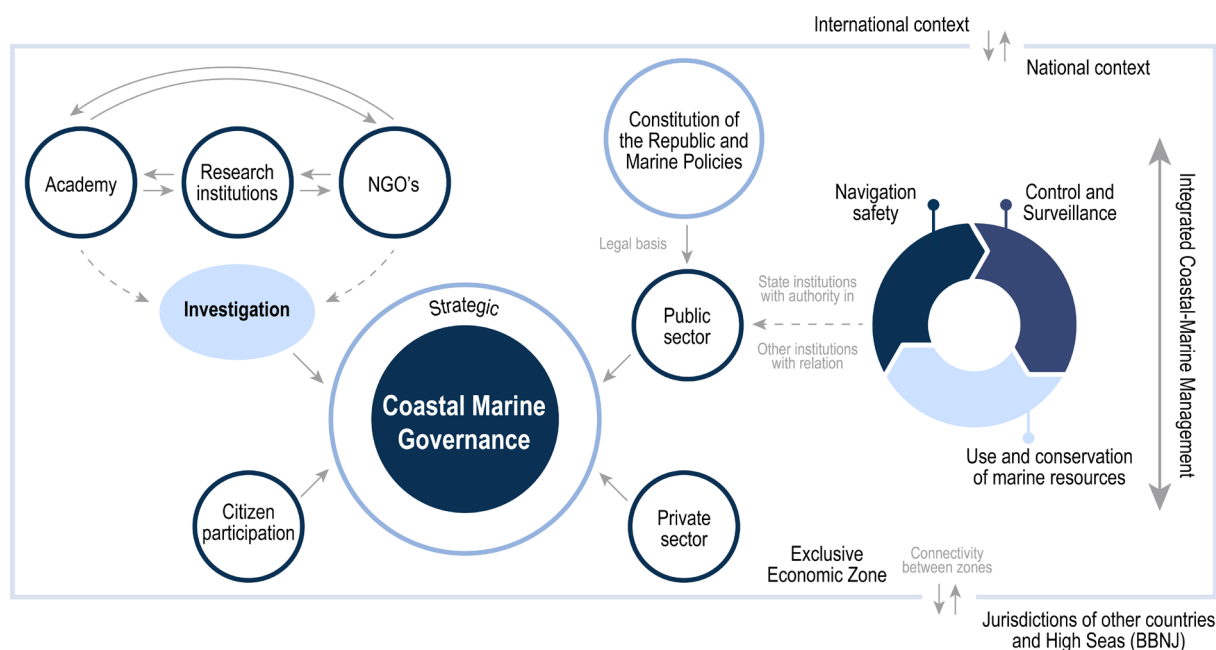 International context
National context
Constitution of
the Republic and
Marine Policies
Academy
Research
institutions
NGO's
Navigation
safety
Control and
Surveillance
Integrated Coastal-Marine Management
Legal basis
State institutions
with authority in
Other institutions
with relation
Public
sector
Investigation
Strategic
Coastal Marine
Governance
Use and conservation
of marine resources
Citizen
participation
Private
sector
Exclusive
Economic Zone
Connectivity
between zones
Jurisdictions of other countries
and High Seas (BBNJ)